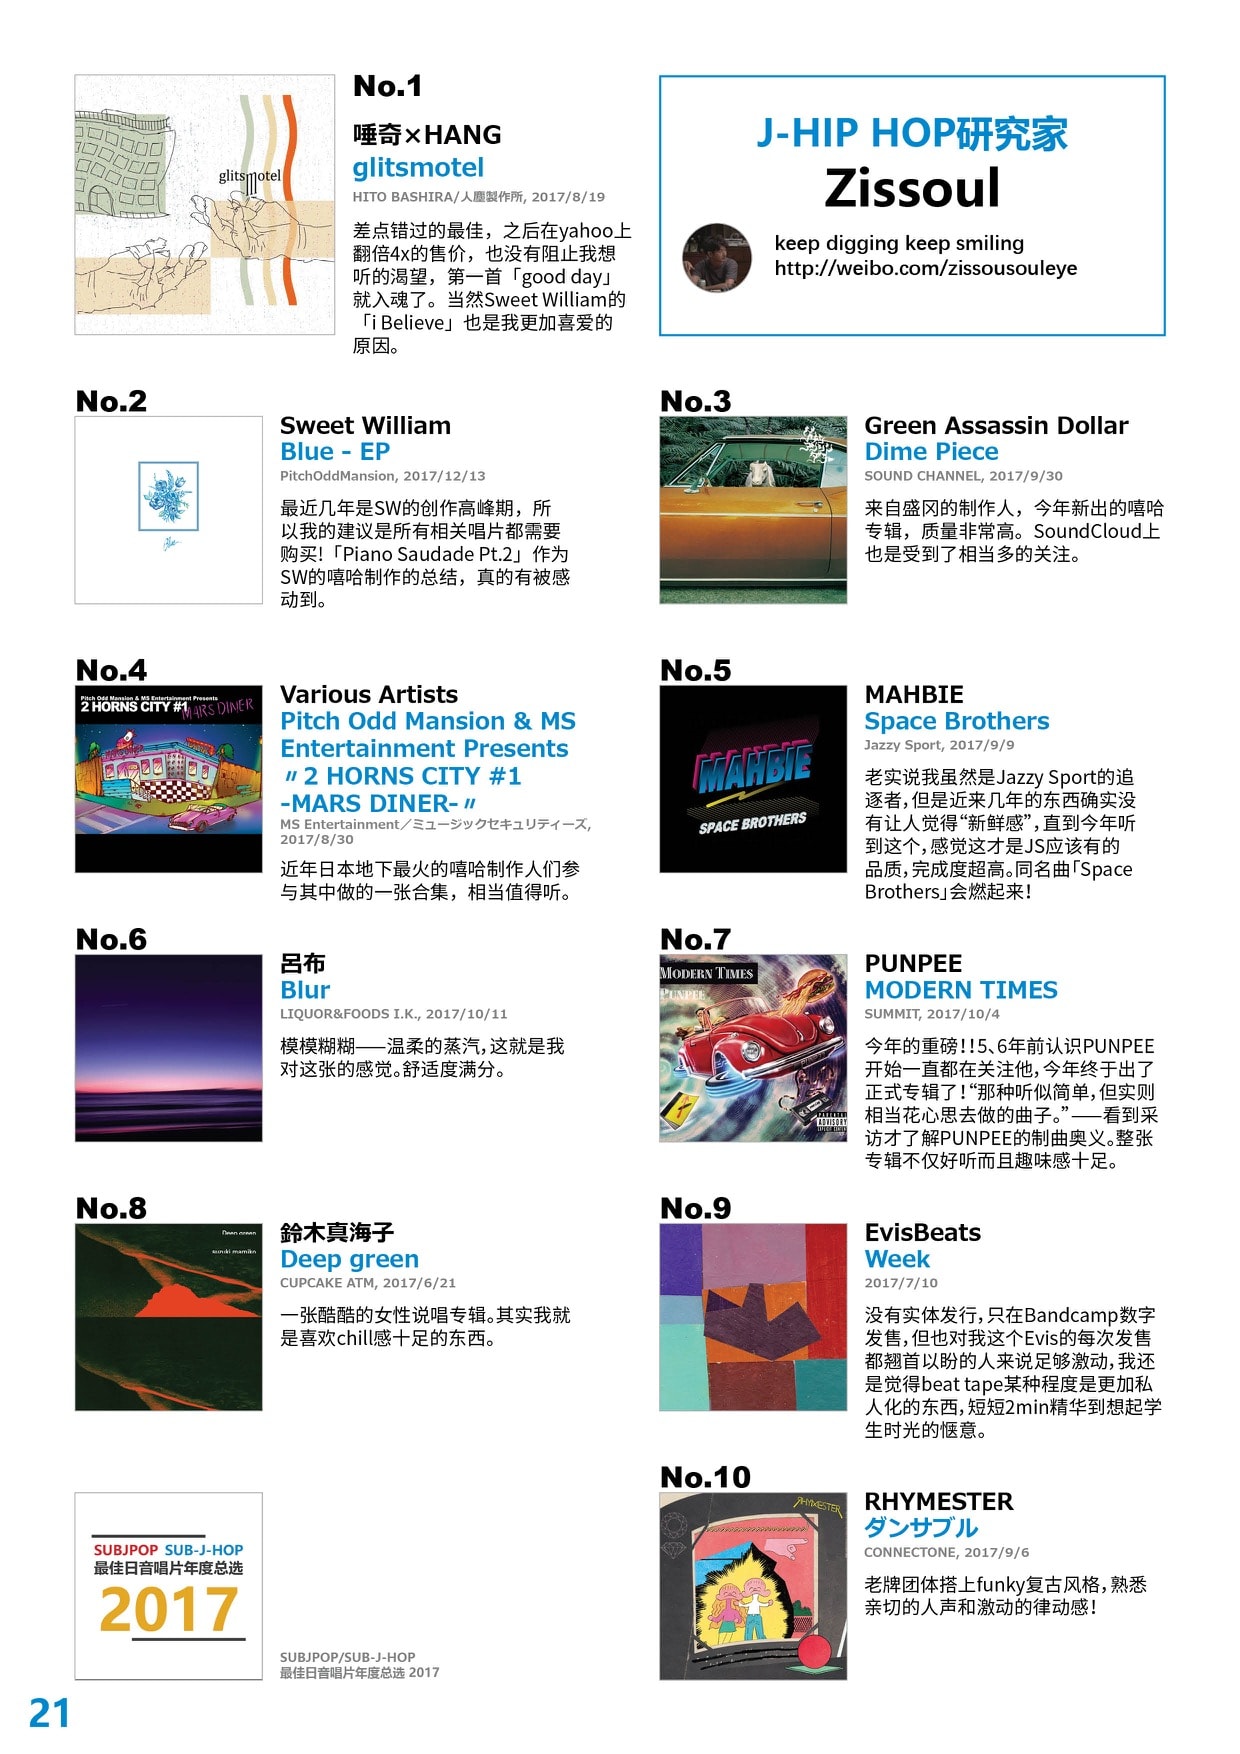 No.1
glitsmotel
唾奇×HANG
glitsmotel
HITO BASHIRA/人塵製作所, 2017/8/19
差点错过的最佳，之后在yahoo上
翻倍4x的售价，也没有阻止我想
听的渴望，第一首「good day」
就入魂了。当然Sweet William的
「i Believe」也是我更加喜爱的
原因。
J-HIP HOP研究家
Zissoul
keep digging keep smiling
http://weibo.com/zissousouleye
No.2
Blue
Sweet William
Blue - EP
PitchOddMansion, 2017/12/13
最近几年是SW的创作高峰期，所
以我的建议是所有相关唱片都需要
购买!「Piano Saudade Pt.2」作为
SW的嘻哈制作的总结，真的有被感
动到。
No.3
Green Assassin Dollar
Dime Piece
SOUND CHANNEL, 2017/9/30
来自盛冈的制作人，今年新出的嘻哈
专辑，质量非常高。SoundCloud上
也是受到了相当多的关注。
No.4
Pitch Odd Mansion & MS Entertainment Presents
2 HORNS CITY #1
MARS DINER
Various Artists
Pitch Odd Mansion & MS
Entertainment Presents
〃2 HORNS CITY #1
-MARS DINER-〃
MS Entertainment／ミュージックセキュリティーズ,
2017/8/30
近年日本地下最火的嘻哈制作人们参
与其中做的一张合集，相当值得听。
No.5
MAHBIE
SPACE BROTHERS
MAHBIE
Space Brothers
Jazzy Sport, 2017/9/9
老实说我虽然是Jazzy Sport的追
逐者，但是近来几年的东西确实没
有让人觉得“新鲜感”，直到今年听
到这个，感觉这才是JS应该有的
品质，完成度超高。同名曲「Space
Brothers」会燃起来！
No.6
呂布
Blur
LIQUOR&FOODS I.K., 2017/10/11
模模糊糊——温柔的蒸汽，这就是我
对这张的感觉。舒适度满分。
No.7
MODERN TIMES
PUNPEE
PARENTAL
ADVISORY
PUNPEE
MODERN TIMES
SUMMIT, 2017/10/4
今年的重磅！！5、6年前认识PUNPEE
开始一直都在关注他，今年终于出了
正式专辑了！“那种听似简单，但实则
相当花心思去做的曲子。”——看到采
访才了解PUNPEE的制曲奥义。整张
专辑不仅好听而且趣味感十足。
No.8
Deep green
suzuki mamiko
鈴木真海子
Deep green
CUPCAKE ATM, 2017/6/21
一张酷酷的女性说唱专辑。其实我就
是喜欢chill感十足的东西。
No.9
EvisBeats
Week
2017/7/10
没有实体发行，只在Bandcamp数字
发售，但也对我这个Evis的每次发售
都翘首以盼的人来说足够激动，我还
是觉得beat tape某种程度是更加私
人化的东西，短短2min精华到想起学
生时光的惬意。
No.10
RHYMESTER
RHYMESTER
ダンサブル
CONNECTONE, 2017/9/6
老牌团体搭上funky复古风格，熟悉
亲切的人声和激动的律动感！
SUBJPOP SUB-J-HOP
最佳日音唱片年度总选
2017
SUBJPOP/SUB-J-HOP
最佳日音唱片年度总选 2017
21